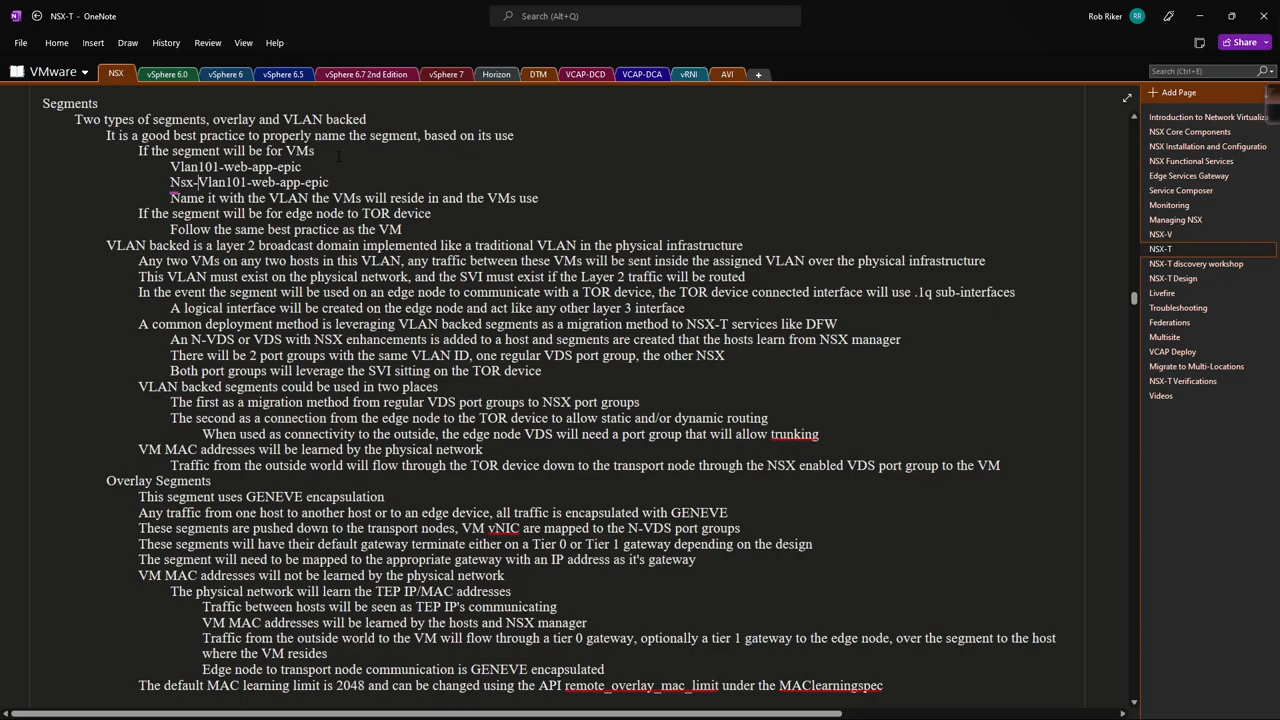 NSX-T - OneNote
Search (Alt+Q)
Rob Riker
RR
File Home Insert Draw History Review View Help
Share
VMware
NSX
vSphere 6.0
vSphere 6
vSphere 6.5
vSphere 6.7 2nd Edition
vSphere 7
Horizon
DTM
VCAP-DCD
VCAP-DCA
vRNI
AVI
+
Search (Ctrl+E)
Segments
Two types of segments, overlay and VLAN backed
It is a good best practice to properly name the segment, based on its use
If the segment will be for VMs
Vlan101-web-app-epic
Nsx-Vlan101-web-app-epic
Name it with the VLAN the VMs will reside in and the VMs use
If the segment will be for edge node to TOR device
Follow the same best practice as the VM
VLAN backed is a layer 2 broadcast domain implemented like a traditional VLAN in the physical infrastructure
Any two VMs on any two hosts in this VLAN, any traffic between these VMs will be sent inside the assigned VLAN over the physical infrastructure
This VLAN must exist on the physical network, and the SVI must exist if the Layer 2 traffic will be routed
In the event the segment will be used on an edge node to communicate with a TOR device, the TOR device connected interface will use .1q sub-interfaces
A logical interface will be created on the edge node and act like any other layer 3 interface
A common deployment method is leveraging VLAN backed segments as a migration method to NSX-T services like DFW
An N-VDS or VDS with NSX enhancements is added to a host and segments are created that the hosts learn from NSX manager
There will be 2 port groups with the same VLAN ID, one regular VDS port group, the other NSX
Both port groups will leverage the SVI sitting on the TOR device
VLAN backed segments could be used in two places
The first as a migration method from regular VDS port groups to NSX port groups
The second as a connection from the edge node to the TOR device to allow static and/or dynamic routing
When used as connectivity to the outside, the edge node VDS will need a port group that will allow trunking
VM MAC addresses will be learned by the physical network
Traffic from the outside world will flow through the TOR device down to the transport node through the NSX enabled VDS port group to the VM
Overlay Segments
This segment uses GENEVE encapsulation
Any traffic from one host to another host or to an edge device, all traffic is encapsulated with GENEVE
These segments are pushed down to the transport nodes, VM vNIC are mapped to the N-VDS port groups
These segments will have their default gateway terminate either on a Tier 0 or Tier 1 gateway depending on the design
The segment will need to be mapped to the appropriate gateway with an IP address as it's gateway
VM MAC addresses will not be learned by the physical network
The physical network will learn the TEP IP/MAC addresses
Traffic between hosts will be seen as TEP IP's communicating
VM MAC addresses will be learned by the hosts and NSX manager
Traffic from the outside world to the VM will flow through a tier 0 gateway, optionally a tier 1 gateway to the edge node, over the segment to the host
where the VM resides
Edge node to transport node communication is GENEVE encapsulated
The default MAC learning limit is 2048 and can be changed using the API remote_overlay_mac_limit under the MAClearningspec
Add Page
Introduction to Network Virtualiza
NSX Core Components
NSX Installation and Configuratio
NSX Functional Services
Edge Services Gateway
Service Composer
Monitoring
Managing NSX
NSX-V
NSX-T
NSX-T discovery workshop
NSX-T Design
Livefire
Troubleshooting
Federations
Multisite
VCAP Deploy
Migrate to Multi-Locations
NSX-T Verifications
Videos